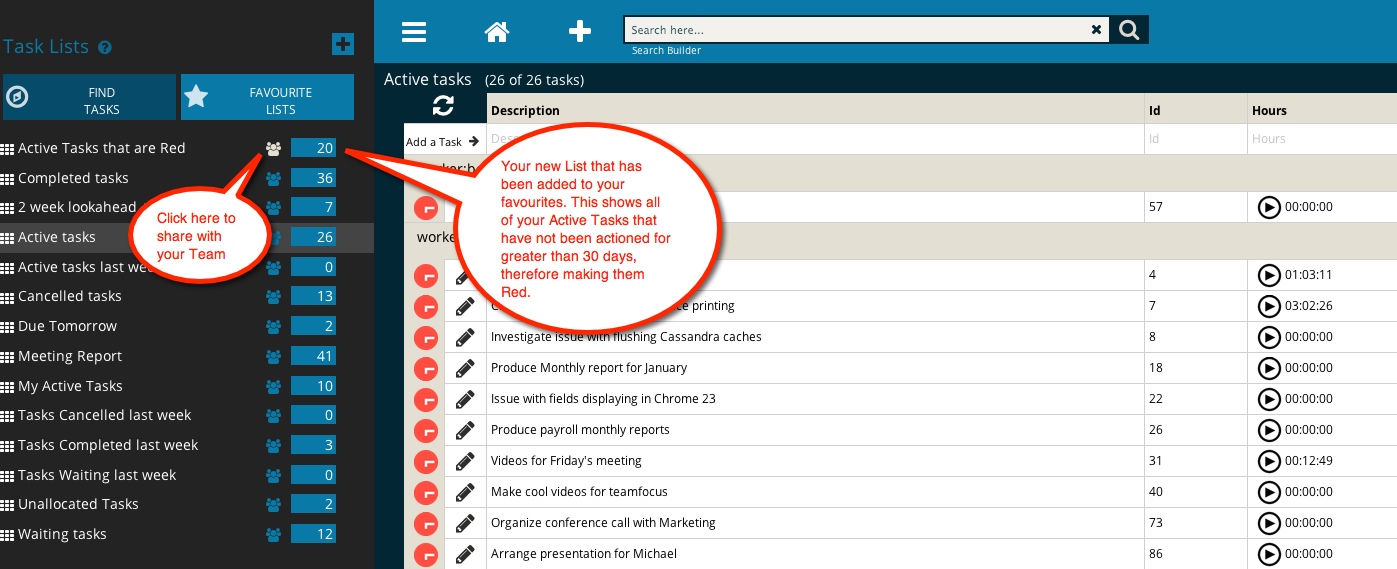 Task Lists
FIND
TASKS
FAVOURITE
LISTS
Active Tasks that are Red 20
Completed tasks 36
2 week lookahead 7
Active tasks 26
Active tasks last 0
Cancelled tasks 13
Due Tomorrow 2
Meeting Report 41
My Active Tasks 10
Tasks Cancelled last week 0
Tasks Completed last week 3
Tasks Waiting last week 0
Unallocated Tasks 2
Waiting tasks 12
Click here to
share with
your Team
Search here...
Search Builder
Active tasks (26 of 26 tasks)
Description Id Hours
Add a Task Id Hours
Your new List that has
been added to your
favourites. This shows all
of your Active Tasks that
have not been actioned for
greater than 30 days,
therefore making them
Red.
57 00:00:00
4 01:03:11
printing 7 03:02:26
Investigate issue with flushing Cassandra caches 8 00:00:00
Produce Monthly report for January 18 00:00:00
Issue with fields displaying in Chrome 23 22 00:00:00
Produce payroll monthly reports 26 00:00:00
Videos for Friday's meeting 31 00:12:49
Make cool videos for teamfocus 40 00:00:00
Organize conference call with Marketing 73 00:00:00
Arrange presentation for Michael 86 00:00:00